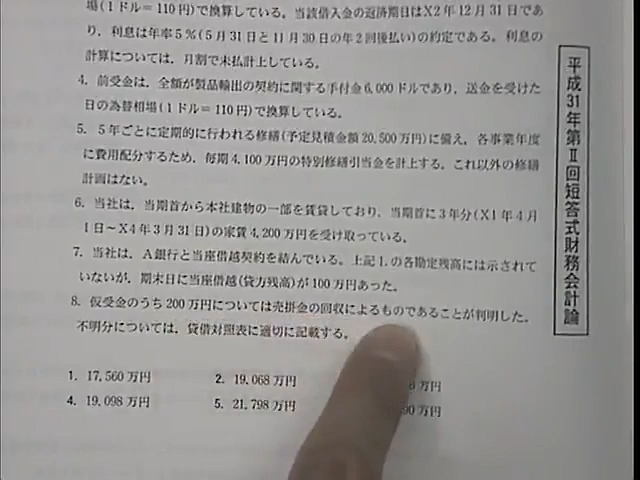 場(1ドル=110円)で換算している。当該借入金の返済期日はX2年12月31日であ
り,利息は年率5%(5月31日と11月30日の年2回後払い)の約定である。利息の
計算については,月割で未払計上している。
4. 前受金は,全額が製品輸出の契約に関する手付金6,000ドルであり,送金を受けた
日の為替相場(1ドル=110円)で換算している。
5. 5年ごとに定期的に行われる修繕(予定見積金額20,500万円)に備え,各事業年度
に費用配分するため,毎期4,100万円の特別修繕引当金を計上する。これ以外の修繕
計画はない。
6. 当社は,当期首から本社建物の一部を賃貸しており,当期首に3年分(X1年4月
1日~X4年3月31日)の家賃4,200万円を受け取っている。
7. 当社は,A銀行と当座借越契約を結んでいる。上記1.の各勘定残高には示されて
いないが,期末日に当座借越(貸方残高)が100万円あった。
8. 仮受金のうち200万円については売掛金の回収によるものであることが判明した。
不明分については,貸借対照表に適切に記載する。
1. 17,560万円 2. 19,068万円 万円
4. 19,098万円 5. 21,798万円 90万円
平成31年第Ⅱ回短答式財務会計論